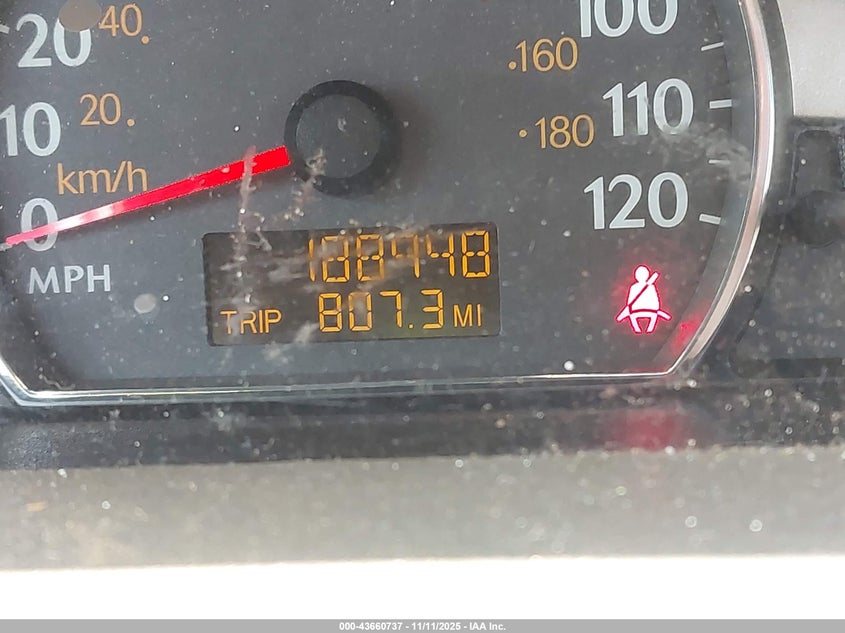 20 40. 100
.160
10 20. 110
.180
km/h
0 120
MPH
188448
TRIP 807.3 MI
000-43660737 - 11/11/2025 - IAA Inc.